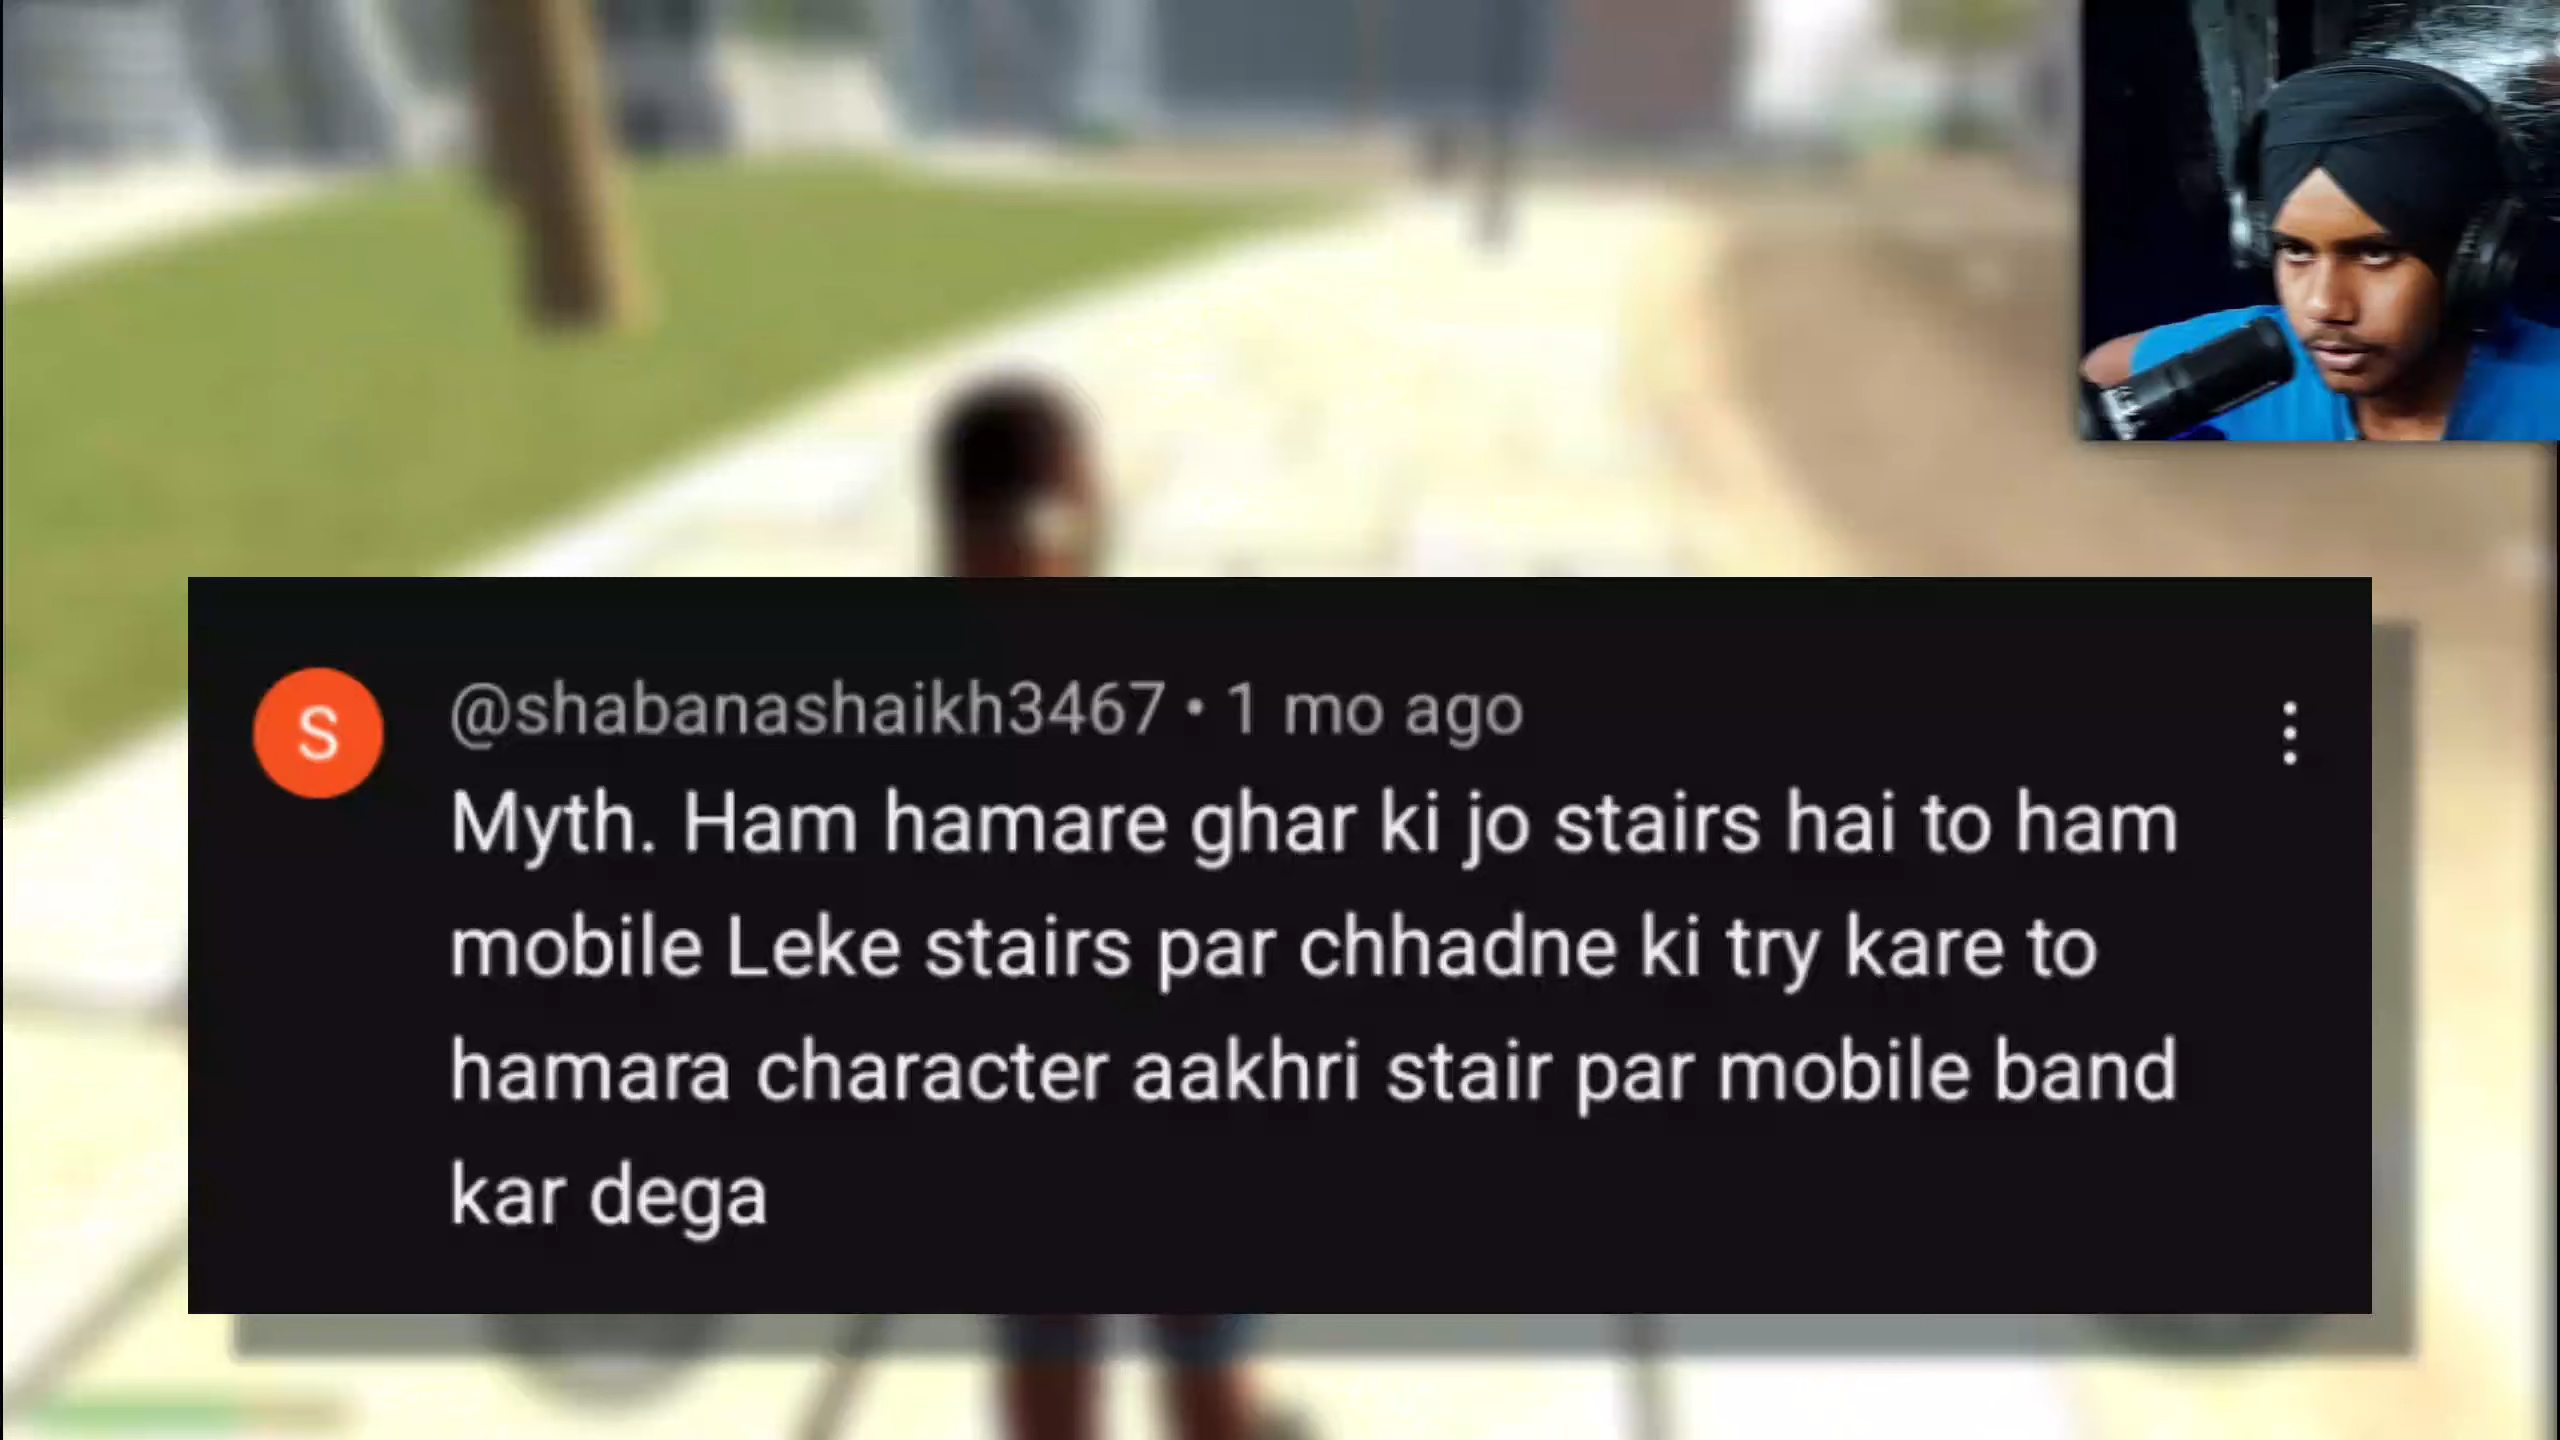 S
@shabanashaikh3467 • 1 mo ago
Myth. Ham hamare ghar ki jo stairs hai to ham
mobile Leke stairs par chhadne ki try kare to
hamara character aakhri stair par mobile band
kar dega